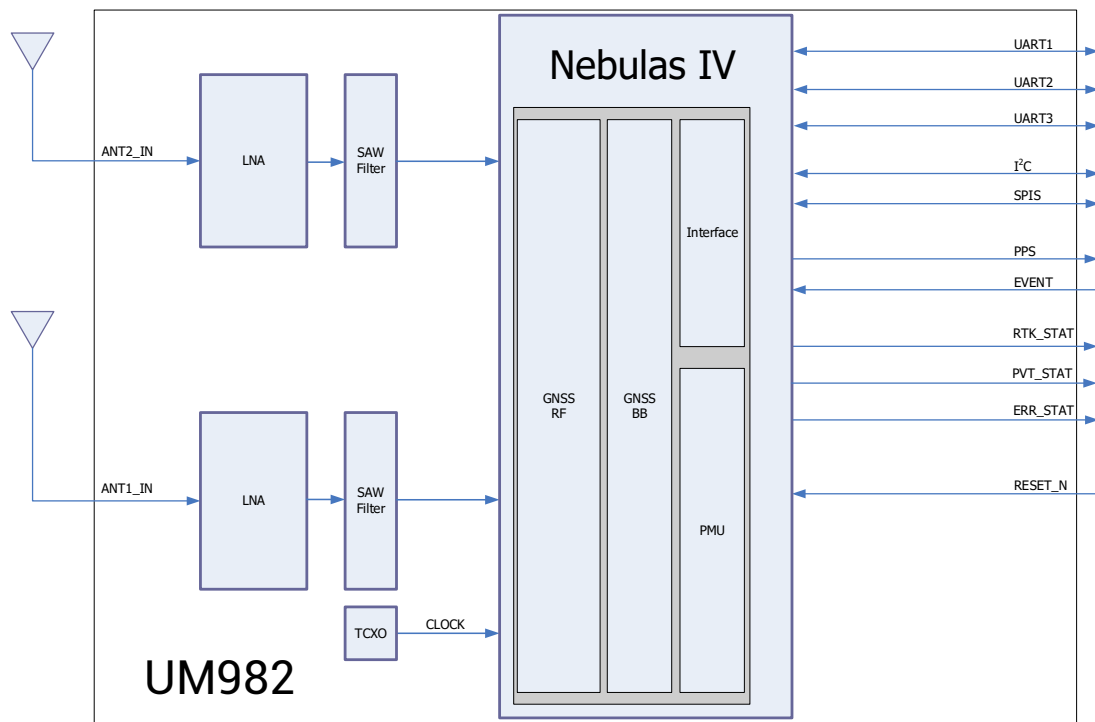 Nebulas IV
UART1
UART2
UART3
I²C
SPIS
PPS
EVENT
RTK_STAT
PVT_STAT
ERR_STAT
RESET_N
ANT2_IN
LNA
SAW
Filter
Interface
GNSS
RF
GNSS
BB
PMU
ANT1_IN
LNA
SAW
Filter
TCXO
CLOCK
UM982